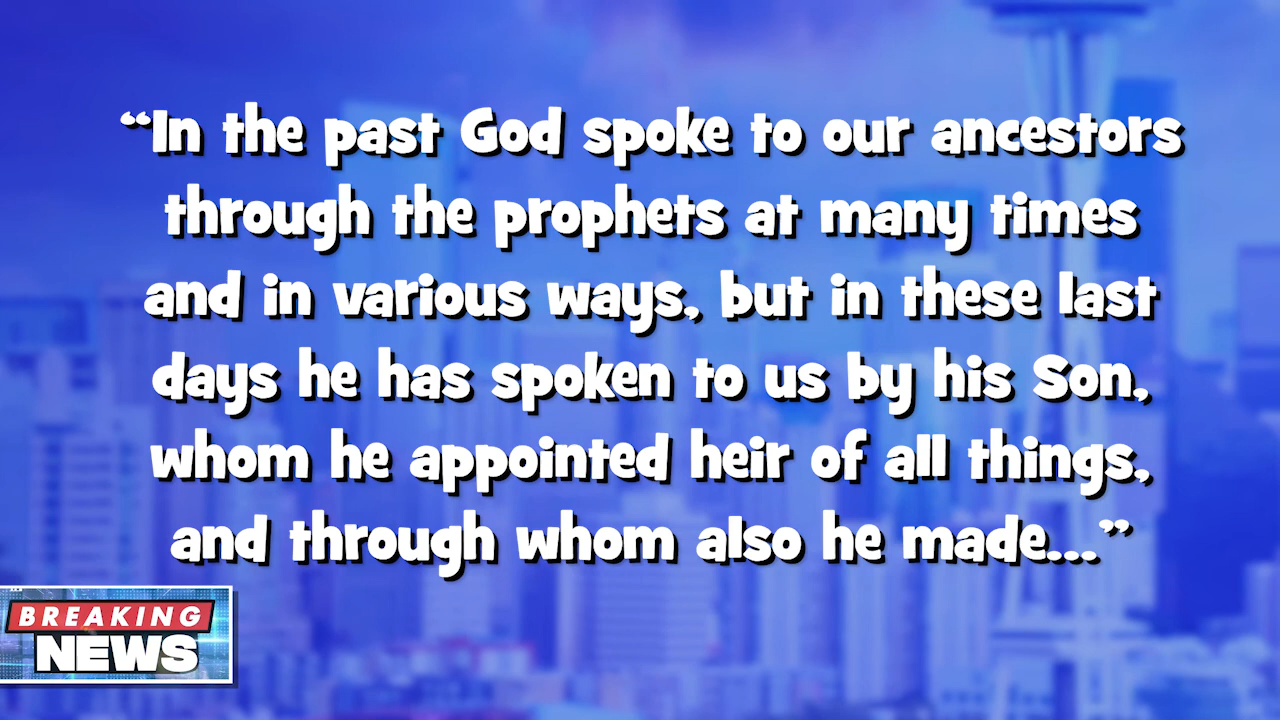 “In the past God spoke to our ancestors
through the prophets at many times
and in various ways, but in these last
days he has spoken to us by his Son,
whom he appointed heir of all things,
and through whom also he made...”
BREAKING
NEWS